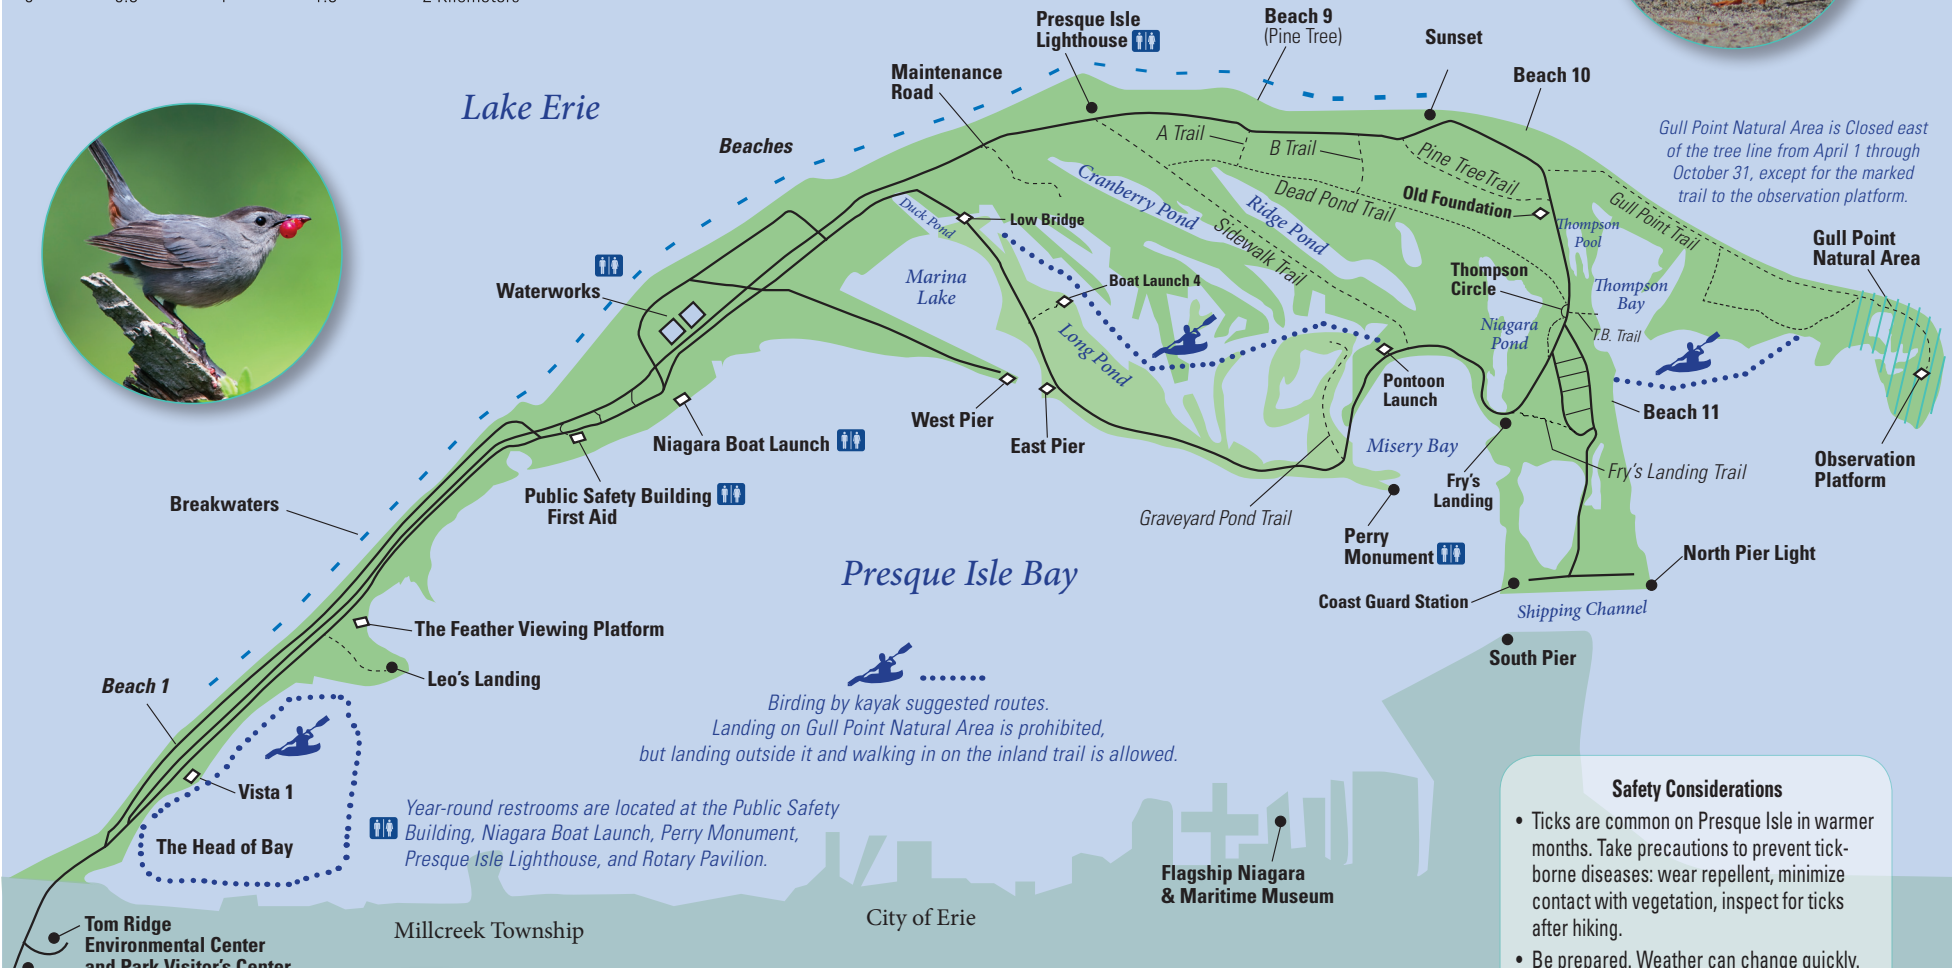 2 Kilometers
Presque Isle
Lighthouse
Beach 9
(Pine Tree)
Sunset
Beach 10
Maintenance
Road
Lake Erie
Beaches
A Trail
B Trail
Pine Tree Trail
Gull Point Natural Area is Closed east
of the tree line from April 1 through
October 31, except for the marked
trail to the observation platform.
Cranberry Pond
Ridge Pond
Dead Pond Trail
Old Foundation
Gull Point Trail
Duck Pond
Low Bridge
Sidewalk Trail
Thompson
Pool
Gull Point
Natural Area
Waterworks
Marina
Lake
Boat Launch 4
Thompson
Circle
Thompson
Bay
Long Pond
Niagara
Pond
T.B. Trail
Pontoon
Launch
West Pier
East Pier
Beach 11
Niagara Boat Launch
Misery Bay
Observation
Platform
Breakwaters
Public Safety Building
First Aid
Fry's
Landing
Fry's Landing Trail
Graveyard Pond Trail
Perry
Monument
North Pier Light
Presque Isle Bay
Coast Guard Station
Shipping Channel
The Feather Viewing Platform
South Pier
Leo's Landing
Beach 1
Birding by kayak suggested routes.
Landing on Gull Point Natural Area is prohibited,
but landing outside it and walking in on the inland trail is allowed.
Vista 1
The Head of Bay
Year-round restrooms are located at the Public Safety
Building, Niagara Boat Launch, Perry Monument,
Presque Isle Lighthouse, and Rotary Pavilion.
Flagship Niagara
& Maritime Museum
Millcreek Township
City of Erie
Tom Ridge
Environmental Center
and Park Visitor's Center
Safety Considerations
• Ticks are common on Presque Isle in warmer
months. Take precautions to prevent tick-
borne diseases: wear repellent, minimize
contact with vegetation, inspect for ticks
after hiking.
• Be prepared. Weather can change quickly.